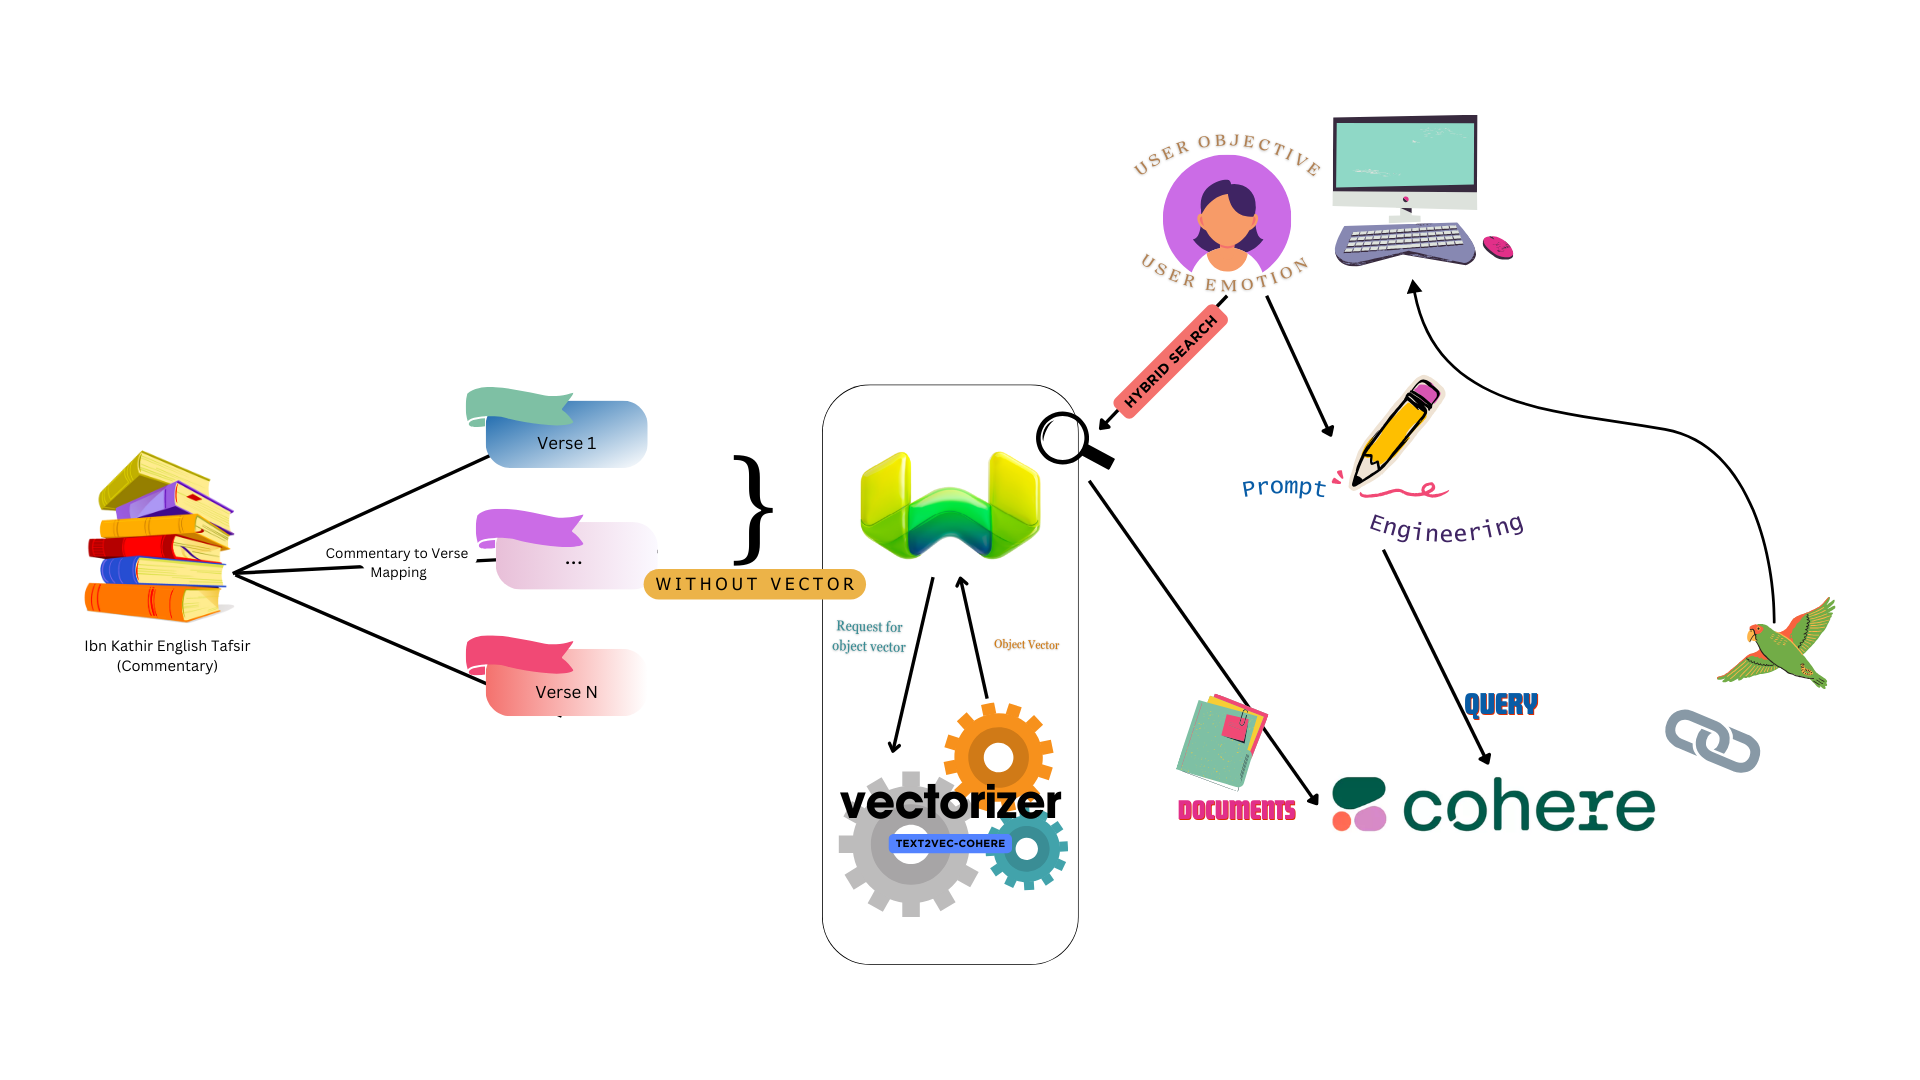 Ibn Kathir English Tafsir
(Commentary)
Commentary to Verse
Mapping
Verse 1
...
Verse N
}
WITHOUT VECTOR
Request for
object vector
Object Vector
vectorizer
TEXT2VEC-COHERE
USER OBJECTIVE
USER EMOTION
HYBRID SEARCH
Prompt
Engineering
QUERY
DOCUMENTS
cohere